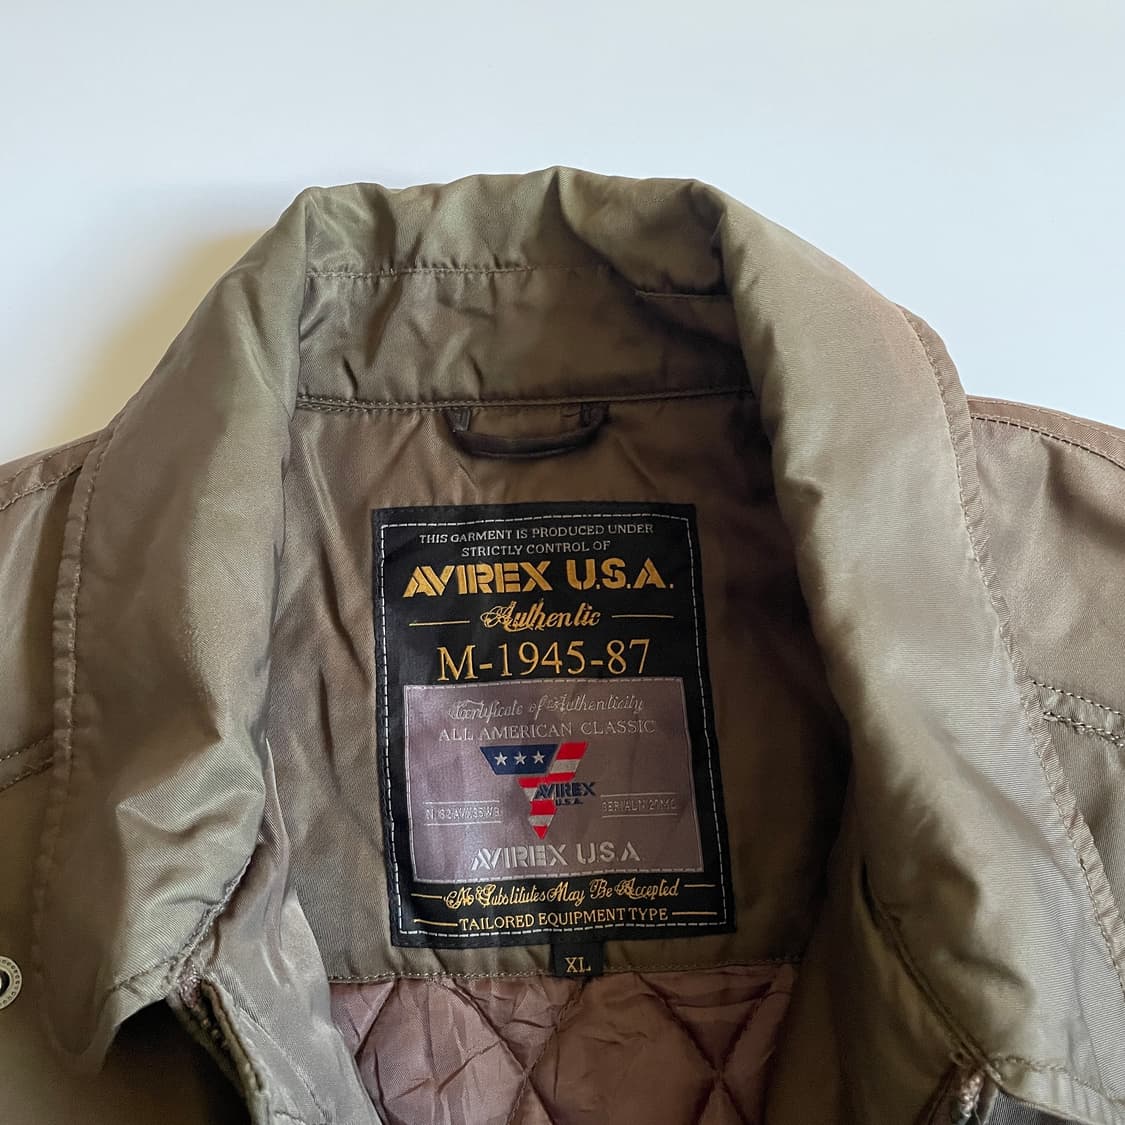 THIS GARMENT IS PRODUCED UNDER
STRICTLY CONTROL OF
AVIREX U.S.A.
Authentic
M-1945-87
Certificate of Authenticity
ALL AMERICAN CLASSIC
AVIREX
U.S.A.
AVIREX U.S.A
No Substitutes May Be Accepted
TAILORED EQUIPMENT TYPE
XL